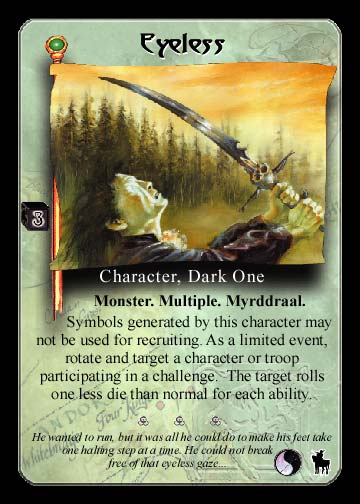 Eyeless
3
Character, Dark One
Monster. Multiple. Myrddraal.
Symbols generated by this character may
not be used for recruiting. As a limited event,
rotate and target a character or troop
participating in a challenge. The target rolls
one less die than normal for each ability.
He wanted to run, but it was all he could do to make his feet take
one halting step at a time. He could not break
free of that eyeless gaze...